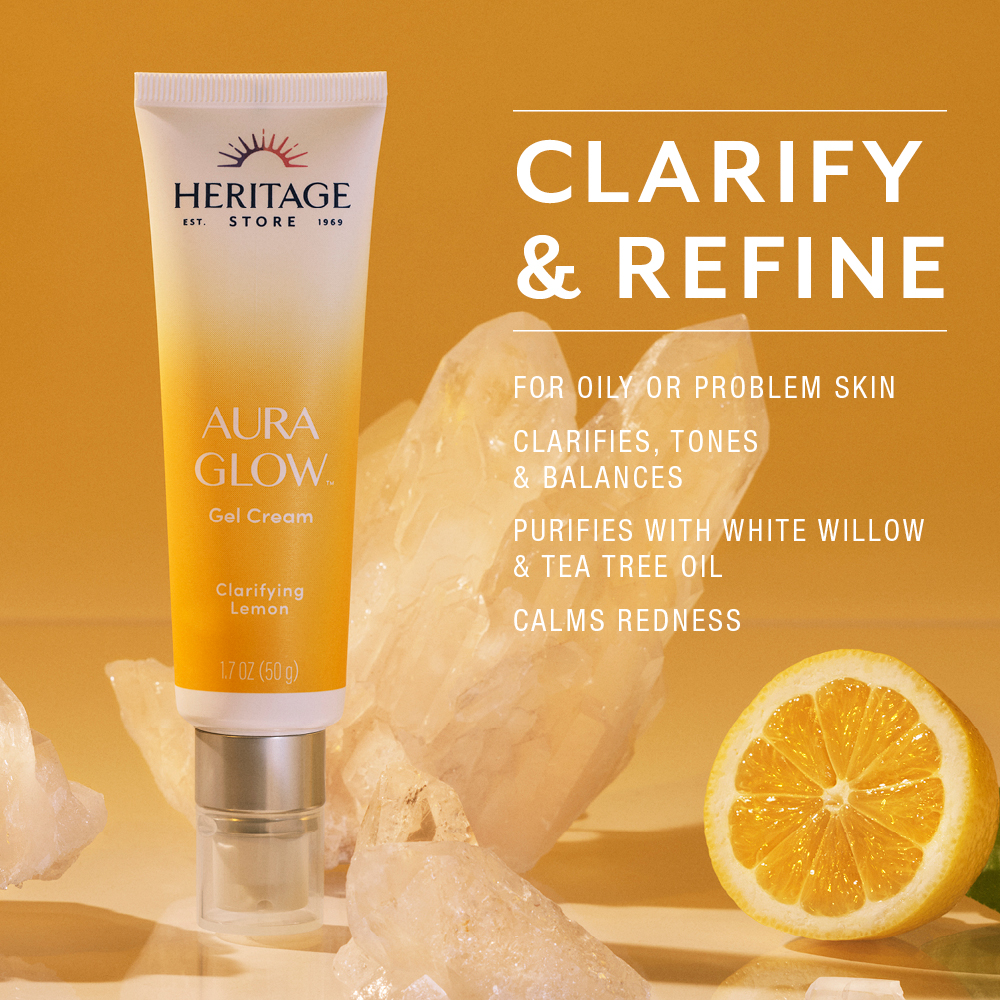 HERITAGE
EST. STORE 1969
AURA
GLOW™
Gel Cream
Clarifying
Lemon
1.7 OZ (50 g)
CLARIFY
& REFINE
FOR OILY OR PROBLEM SKIN
CLARIFIES, TONES
& BALANCES
PURIFIES WITH WHITE WILLOW
& TEA TREE OIL
CALMS REDNESS